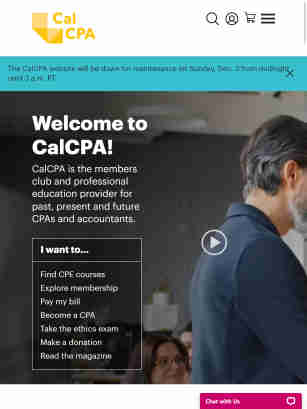 Cal
CPA
The CalCPA website will be down for maintenance on Sunday, Dec. 3 from midnight
until 3 a.m. PT.
Welcome to
CalCPA!
CalCPA is the members
club and professional
education provider for
past, present and future
CPAs and accountants.
I want to...
Find CPE courses
Explore membership
Pay my bill
Become a CPA
Take the ethics exam
Make a donation
Read the magazine
Chat with Us